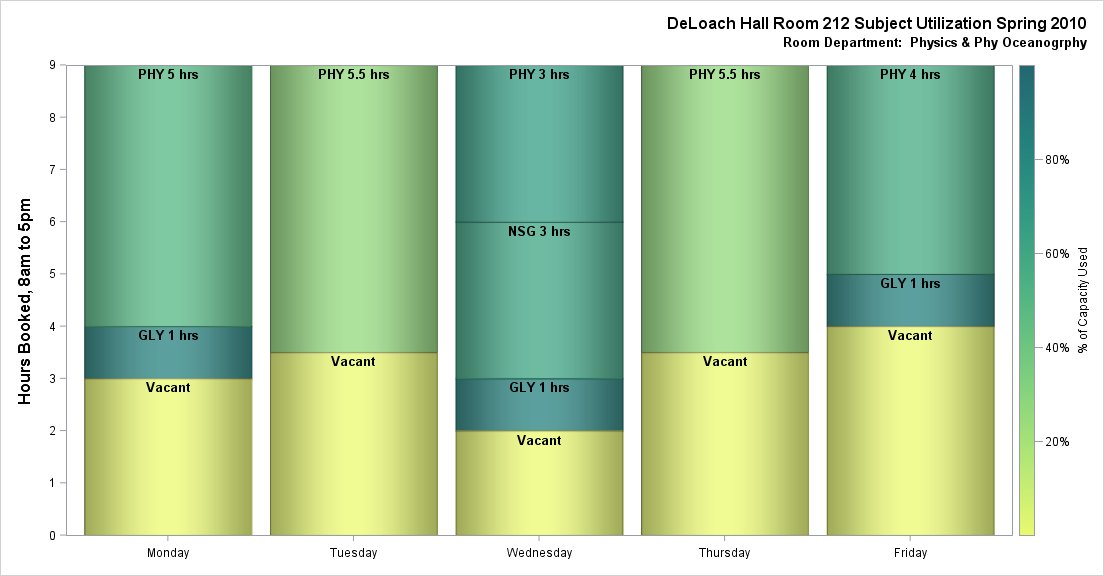 DeLoach Hall Room 212 Subject Utilization Spring 2010
Room Department:  Physics & Phy Oceanogrphy
Hours Booked, 8am to 5pm
9
8
7
6
5
4
3
2
1
0
PHY 5 hrs
GLY 1 hrs
Vacant
PHY 5.5 hrs
Vacant
PHY 3 hrs
NSG 3 hrs
GLY 1 hrs
Vacant
PHY 5.5 hrs
Vacant
PHY 4 hrs
GLY 1 hrs
Vacant
Monday
Tuesday
Wednesday
Thursday
Friday
80%
60%
40%
20%
% of Capacity Used